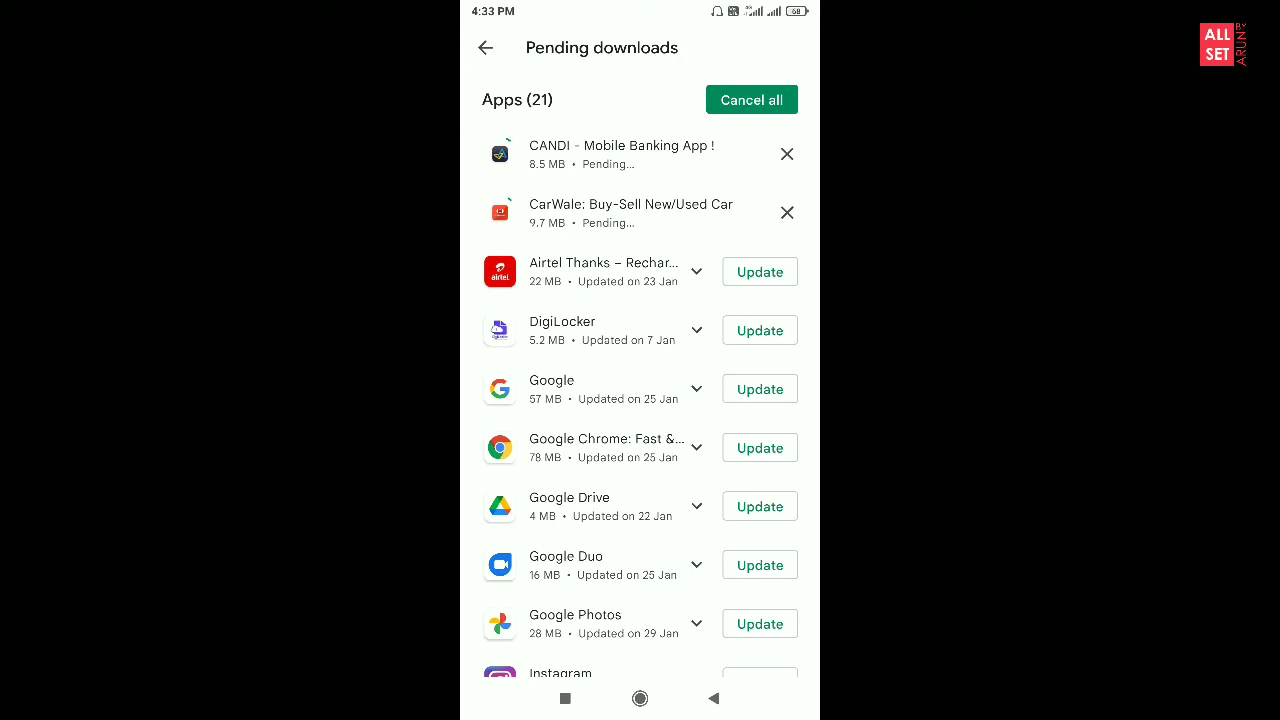 4:33 PM
4G
68
Pending downloads
Apps (21)
Cancel all
CANDI - Mobile Banking App !
8.5 MB • Pending...
CarWale: Buy-Sell New/Used Car
9.7 MB • Pending...
airtel
Airtel Thanks – Rechar...
22 MB • Updated on 23 Jan
Update
DigiLocker
5.2 MB • Updated on 7 Jan
Update
Google
57 MB • Updated on 25 Jan
Update
Google Chrome: Fast &...
78 MB • Updated on 25 Jan
Update
Google Drive
4 MB • Updated on 22 Jan
Update
Google Duo
16 MB • Updated on 25 Jan
Update
Google Photos
28 MB • Updated on 29 Jan
Update
Instagram
ALL
SET
BY
ARUN